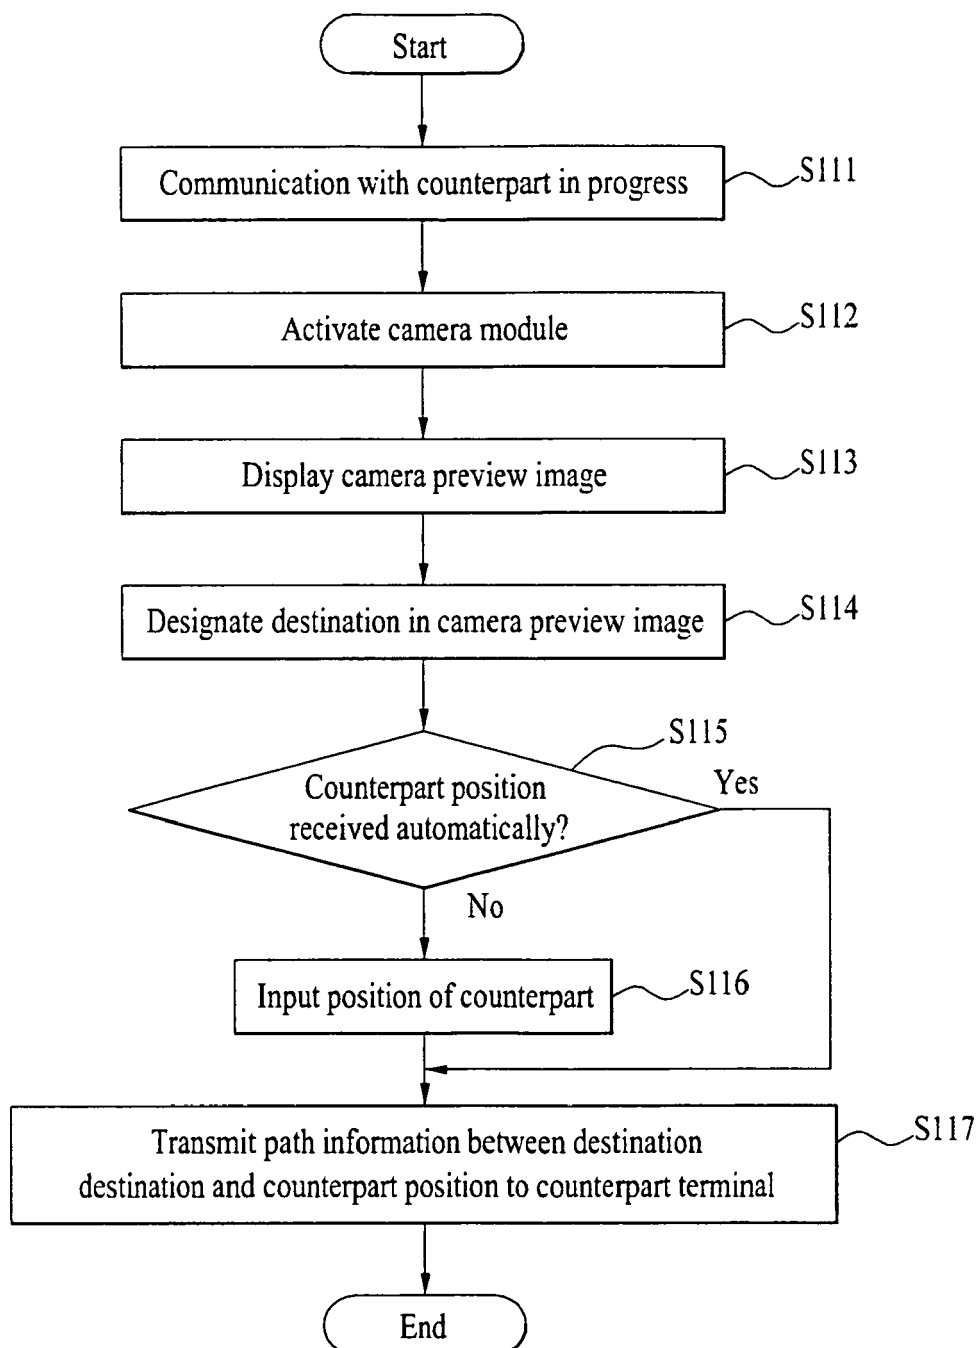 Start
Communication with counterpart in progress
S111
Activate camera module
S112
Display camera preview image
S113
Designate destination in camera preview image
S114
S115
Counterpart position
received automatically?
Yes
No
Input position of counterpart
S116
Transmit path information between destination
destination and counterpart position to counterpart terminal
S117
End